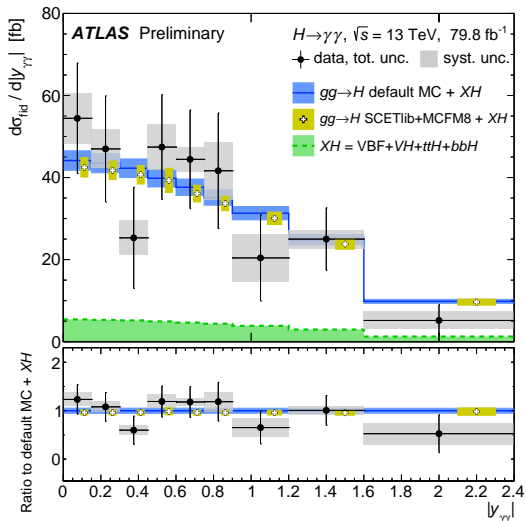 ATLAS Preliminary
H→γγ, √s = 13 TeV, 79.8 fb⁻¹
data, tot. unc. syst. unc.
gg→H default MC + XH
gg→H SCETlib+MCFM8 + XH
XH = VBF+VH+ttH+bbH
dσ_fid / d|y_γγ| [fb]
80
60
40
20
0
Ratio to default MC + XH
2
1
0
0 0.2 0.4 0.6 0.8 1 1.2 1.4 1.6 1.8 2 2.2 2.4
|y_γγ|